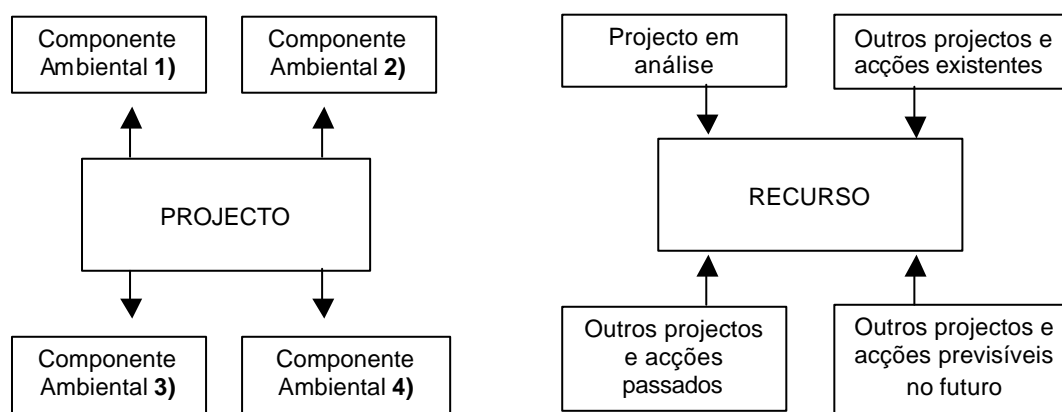 Componente
Ambiental 1)
Componente
Ambiental 2)
PROJECTO
Componente
Ambiental 3)
Componente
Ambiental 4)
Projecto em
análise
Outros projectos e
acções existentes
RECURSO
Outros projectos
e acções
passados
Outros projectos e
acções previsíveis
no futuro